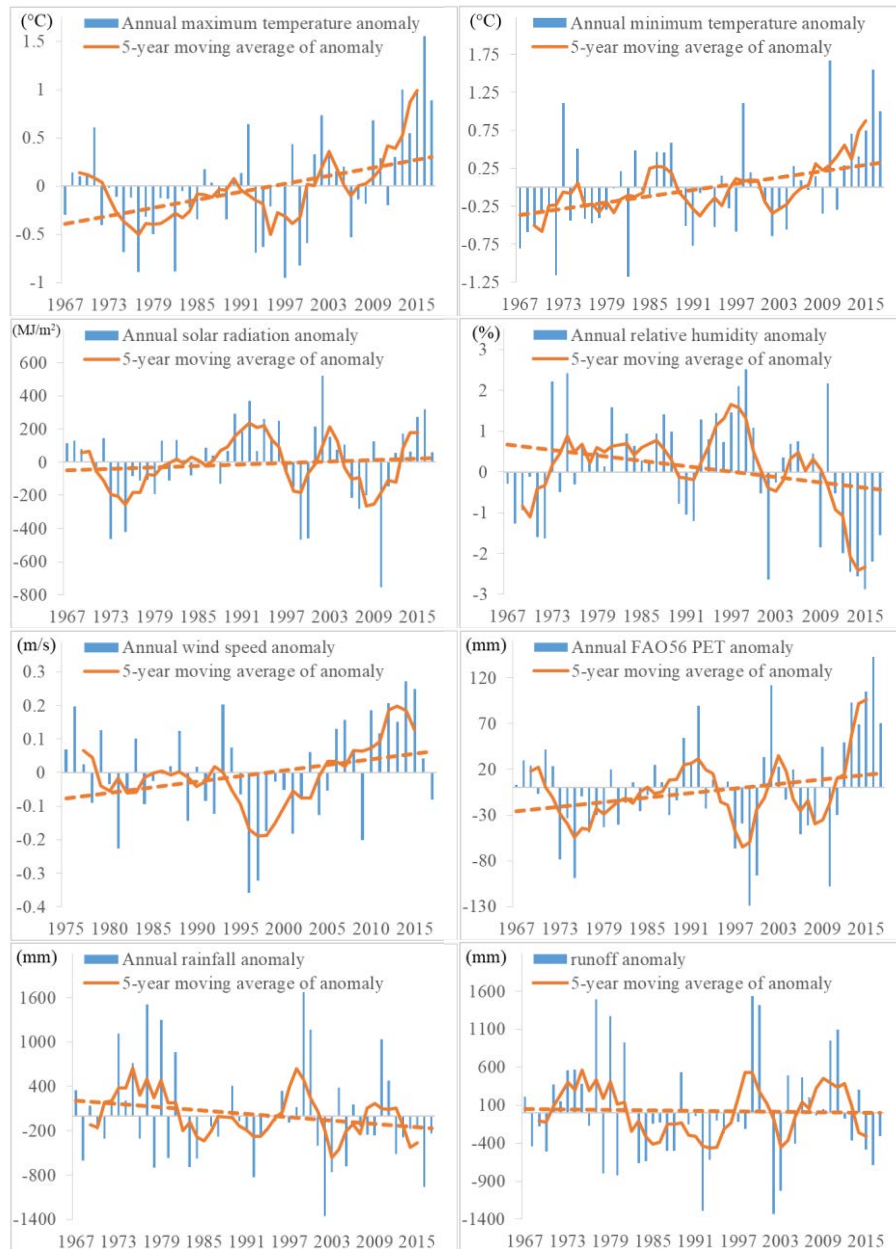 (°C)
Annual maximum temperature anomaly
5-year moving average of anomaly
1.5
1
0.5
0
-0.5
-1
1967 1973 1979 1985 1991 1997 2003 2009 2015
(°C)
Annual minimum temperature anomaly
5-year moving average of anomaly
1.75
1.25
0.75
0.25
-0.25
-0.75
-1.25
1967 1973 1979 1985 1991 1997 2003 2009 2015
(MJ/m²)
Annual solar radiation anomaly
5-year moving average of anomaly
600
400
200
0
-200
-400
-600
-800
1967 1973 1979 1985 1991 1997 2003 2009 2015
(%)
Annual relative humidity anomaly
5-year moving average of anomaly
3
2
1
0
-1
-2
-3
1967 1973 1979 1985 1991 1997 2003 2009 2015
(m/s)
Annual wind speed anomaly
5-year moving average of anomaly
0.3
0.2
0.1
0
-0.1
-0.2
-0.3
-0.4
1975 1980 1985 1990 1995 2000 2005 2010 2015
(mm)
Annual FAO56 PET anomaly
5-year moving average of anomaly
120
70
20
-30
-80
-130
1967 1973 1979 1985 1991 1997 2003 2009 2015
(mm)
Annual rainfall anomaly
5-year moving average of anomaly
1600
1000
400
-200
-800
-1400
1967 1973 1979 1985 1991 1997 2003 2009 2015
(mm)
runoff anomaly
5-year moving average of anomaly
1600
1100
600
100
-400
-900
-1400
1967 1973 1979 1985 1991 1997 2003 2009 2015